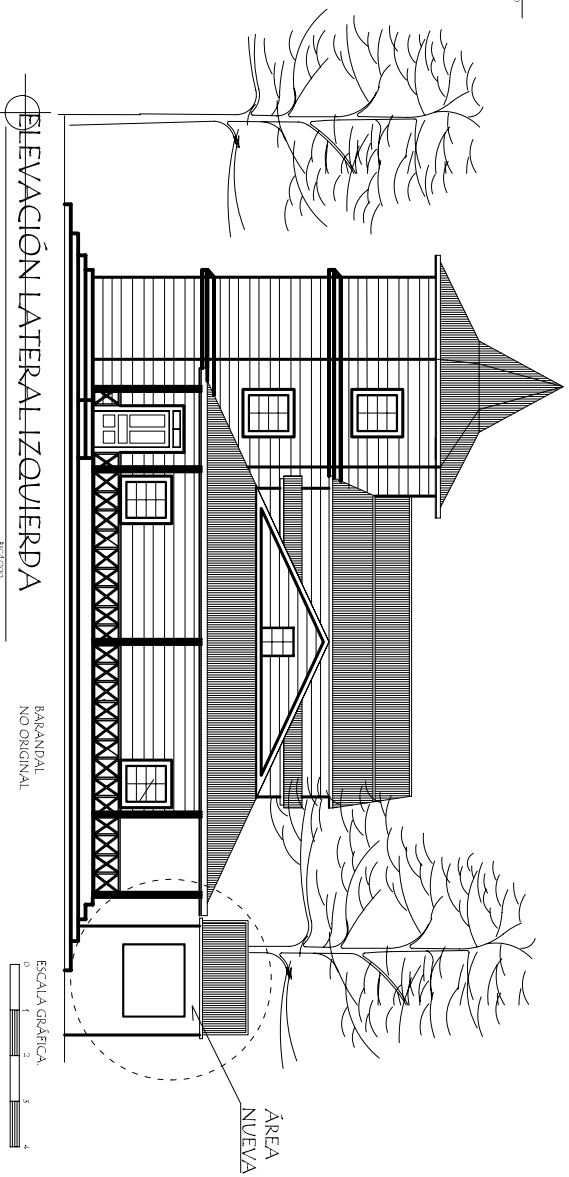 ELEVACIÓN LATERAL IZQUIERDA
BARANDAL
NO ORIGINAL
ESCALA GRÁFICA.
0 1 2 3 4
ÁREA
NUEVA